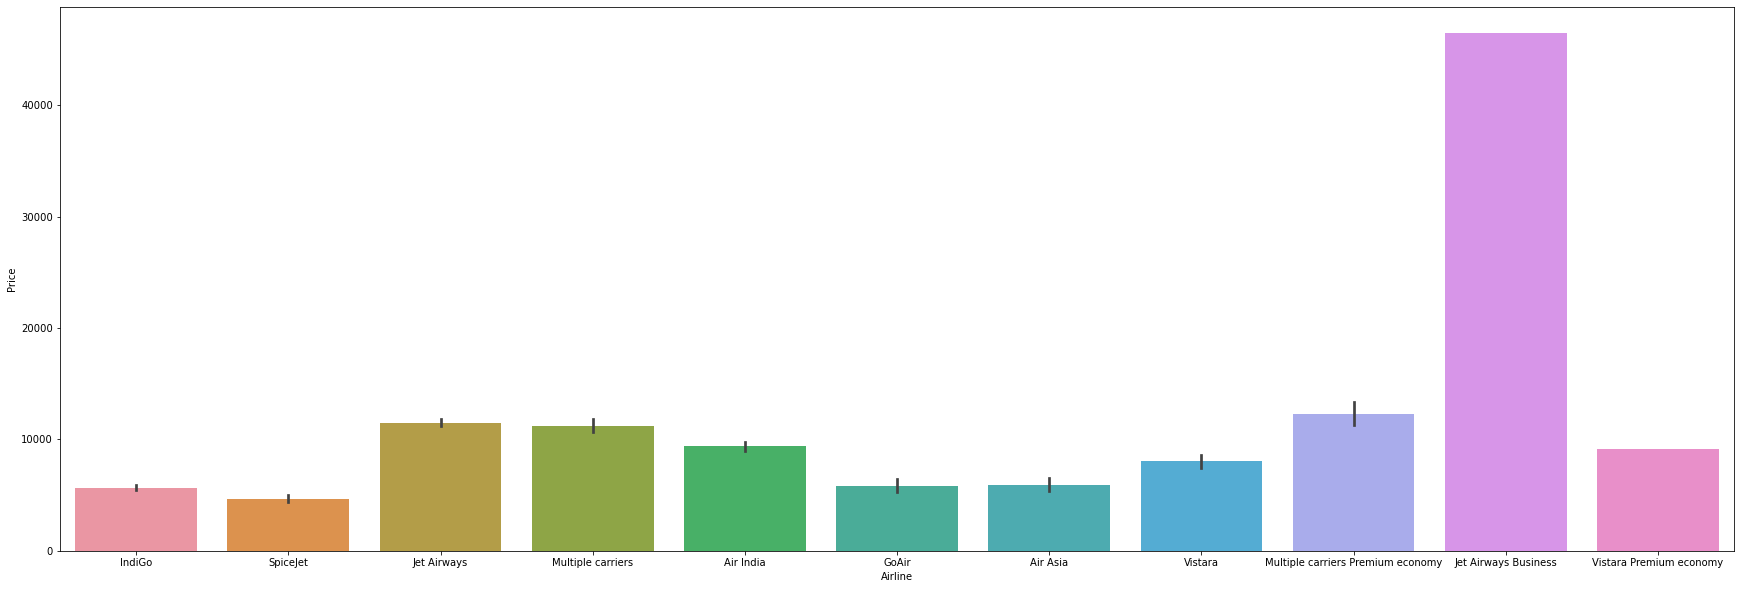 40000
30000
20000
10000
0
Price
IndiGo SpiceJet Jet Airways Multiple carriers Air India GoAir Air Asia Vistara Multiple carriers Premium economy Jet Airways Business Vistara Premium economy
Airline